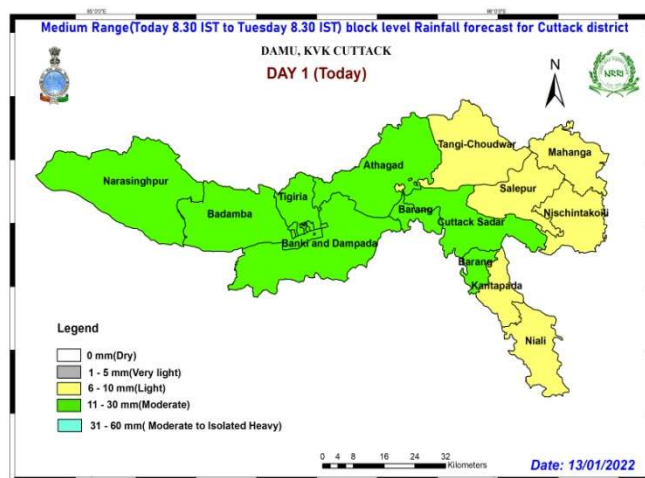 Medium Range(Today 8.30 IST to Tuesday 8.30 IST) block level Rainfall forecast for Cuttack district
DAMU, KVK CUTTACK
DAY 1 (Today)
N
NRRI
Tangi-Choudwar
Mahanga
Athagad
Narasinghpur
Salepur
Tigiria
Badamba
Barang
Nischintakoili
Cuttack Sadar
Banki and Dampada
Barang
Kantapada
Niali
Legend
0 mm(Dry)
1 - 5 mm(Very light)
6 - 10 mm(Light)
11 - 30 mm(Moderate)
31 - 60 mm( Moderate to Isolated Heavy)
0 2 4 8 16 24 32
Kilometers
Date: 13/01/2022